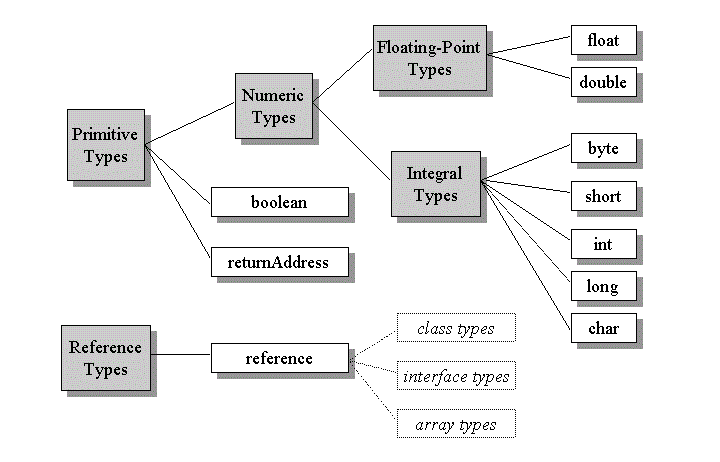 Primitive
Types
Numeric
Types
Floating-Point
Types
float
double
Integral
Types
byte
short
int
long
char
boolean
returnAddress
Reference
Types
reference
class types
interface types
array types